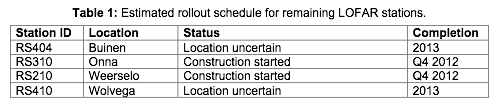 Table 1: Estimated rollout schedule for remaining LOFAR stations.
Station ID Location Status Completion
RS404 Buinen Location uncertain 2013
RS310 Onna Construction started Q4 2012
RS210 Weerselo Construction started Q4 2012
RS410 Wolvega Location uncertain 2013